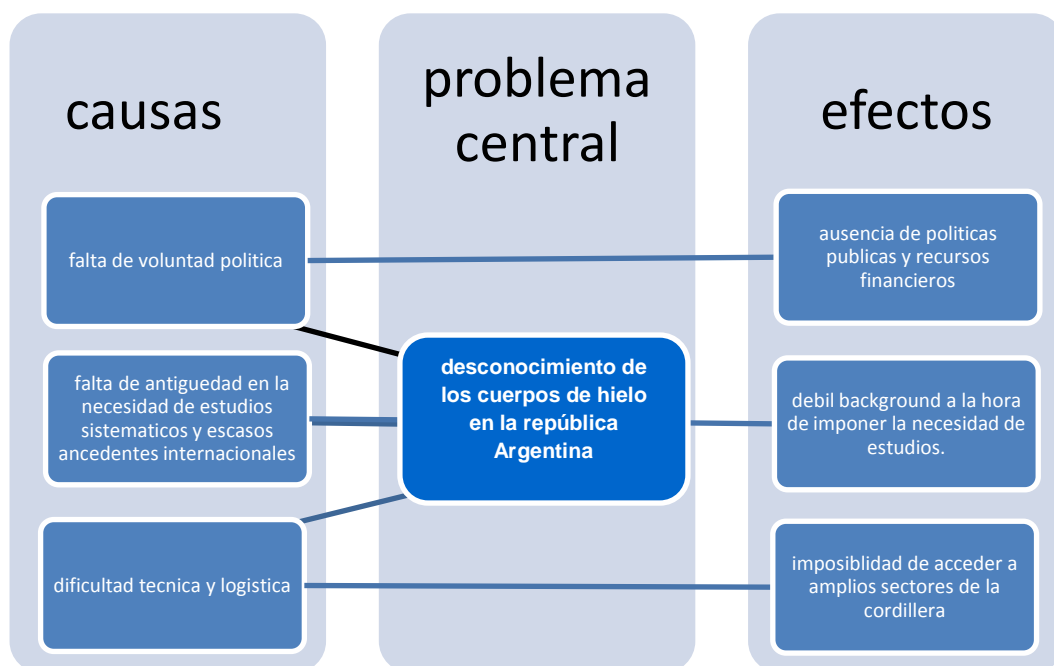 causas
falta de voluntad politica
falta de antiguedad en la
necesidad de estudios
sistematicos y escasos
ancedentes internacionales
dificultad tecnica y logistica
problema
central
desconocimiento de
los cuerpos de hielo
en la república
Argentina
efectos
ausencia de politicas
publicas y recursos
financieros
debil background a la hora
de imponer la necesidad de
estudios.
imposiblidad de acceder a
amplios sectores de la
cordillera